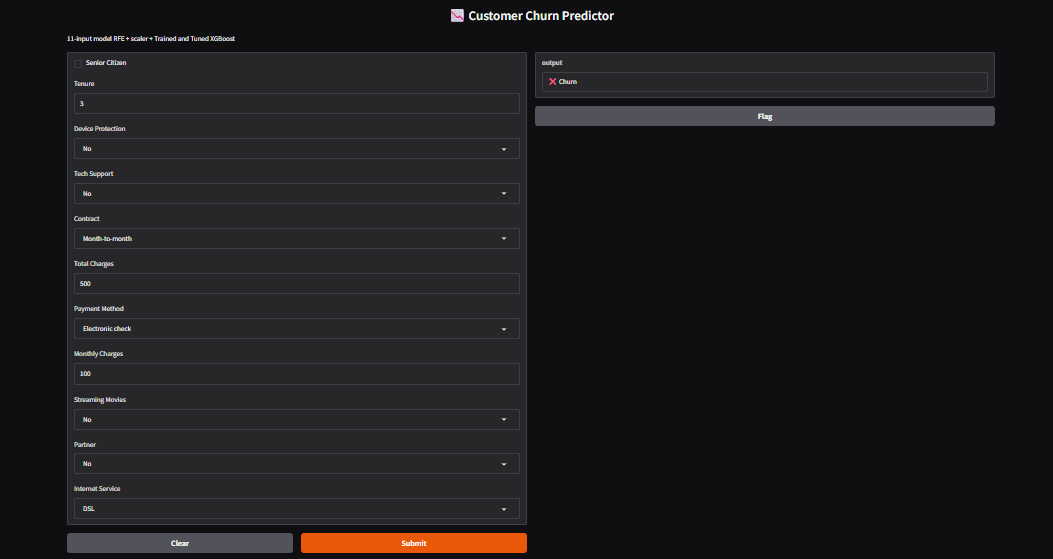 Customer Churn Predictor
11-input model RFE + scaler + Trained and Tuned XGBoost
Senior Citizen
Tenure
3
Device Protection
No
Tech Support
No
Contract
Month-to-month
Total Charges
500
Payment Method
Electronic check
Monthly Charges
100
Streaming Movies
No
Partner
No
Internet Service
DSL
Clear
Submit
output
❌ Churn
Flag